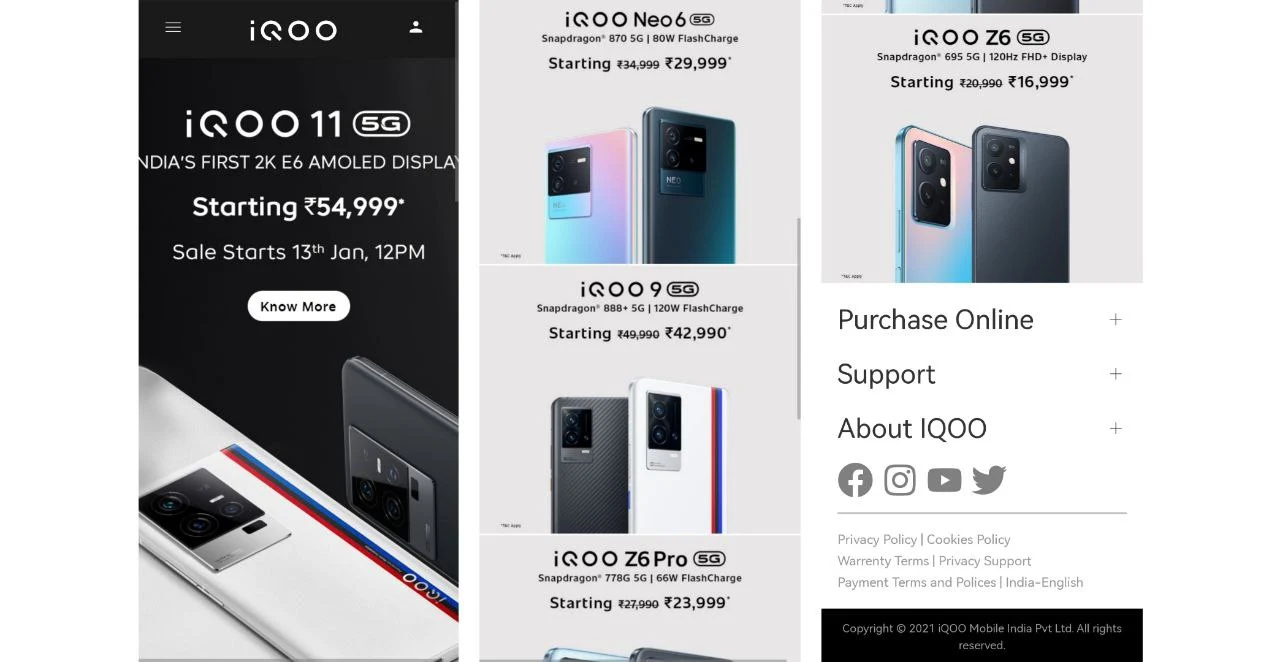 iQOO
iQOO 11 5G
NDIA'S FIRST 2K E6 AMOLED DISPLAY
Starting ₹54,999*
Sale Starts 13th Jan, 12PM
Know More
iQOO
iQOO Neo6 5G
Snapdragon® 870 5G | 80W FlashCharge
Starting ₹34,999 ₹29,999*
NEO
NEO
*T&C Apply
iQOO 9 5G
Snapdragon® 888+ 5G | 120W FlashCharge
Starting ₹49,990 ₹42,990*
*T&C Apply
iQOO Z6 Pro 5G
Snapdragon® 778G 5G | 66W FlashCharge
Starting ₹27,990 ₹23,999*
*T&C Apply
iQOO Z6 5G
Snapdragon® 695 5G | 120Hz FHD+ Display
Starting ₹20,990 ₹16,999*
*T&C Apply
Purchase Online +
Support +
About IQOO +
Privacy Policy | Cookies Policy
Warrenty Terms | Privacy Support
Payment Terms and Polices | India-English
Copyright © 2021 iQOO Mobile India Pvt Ltd. All rights
reserved.